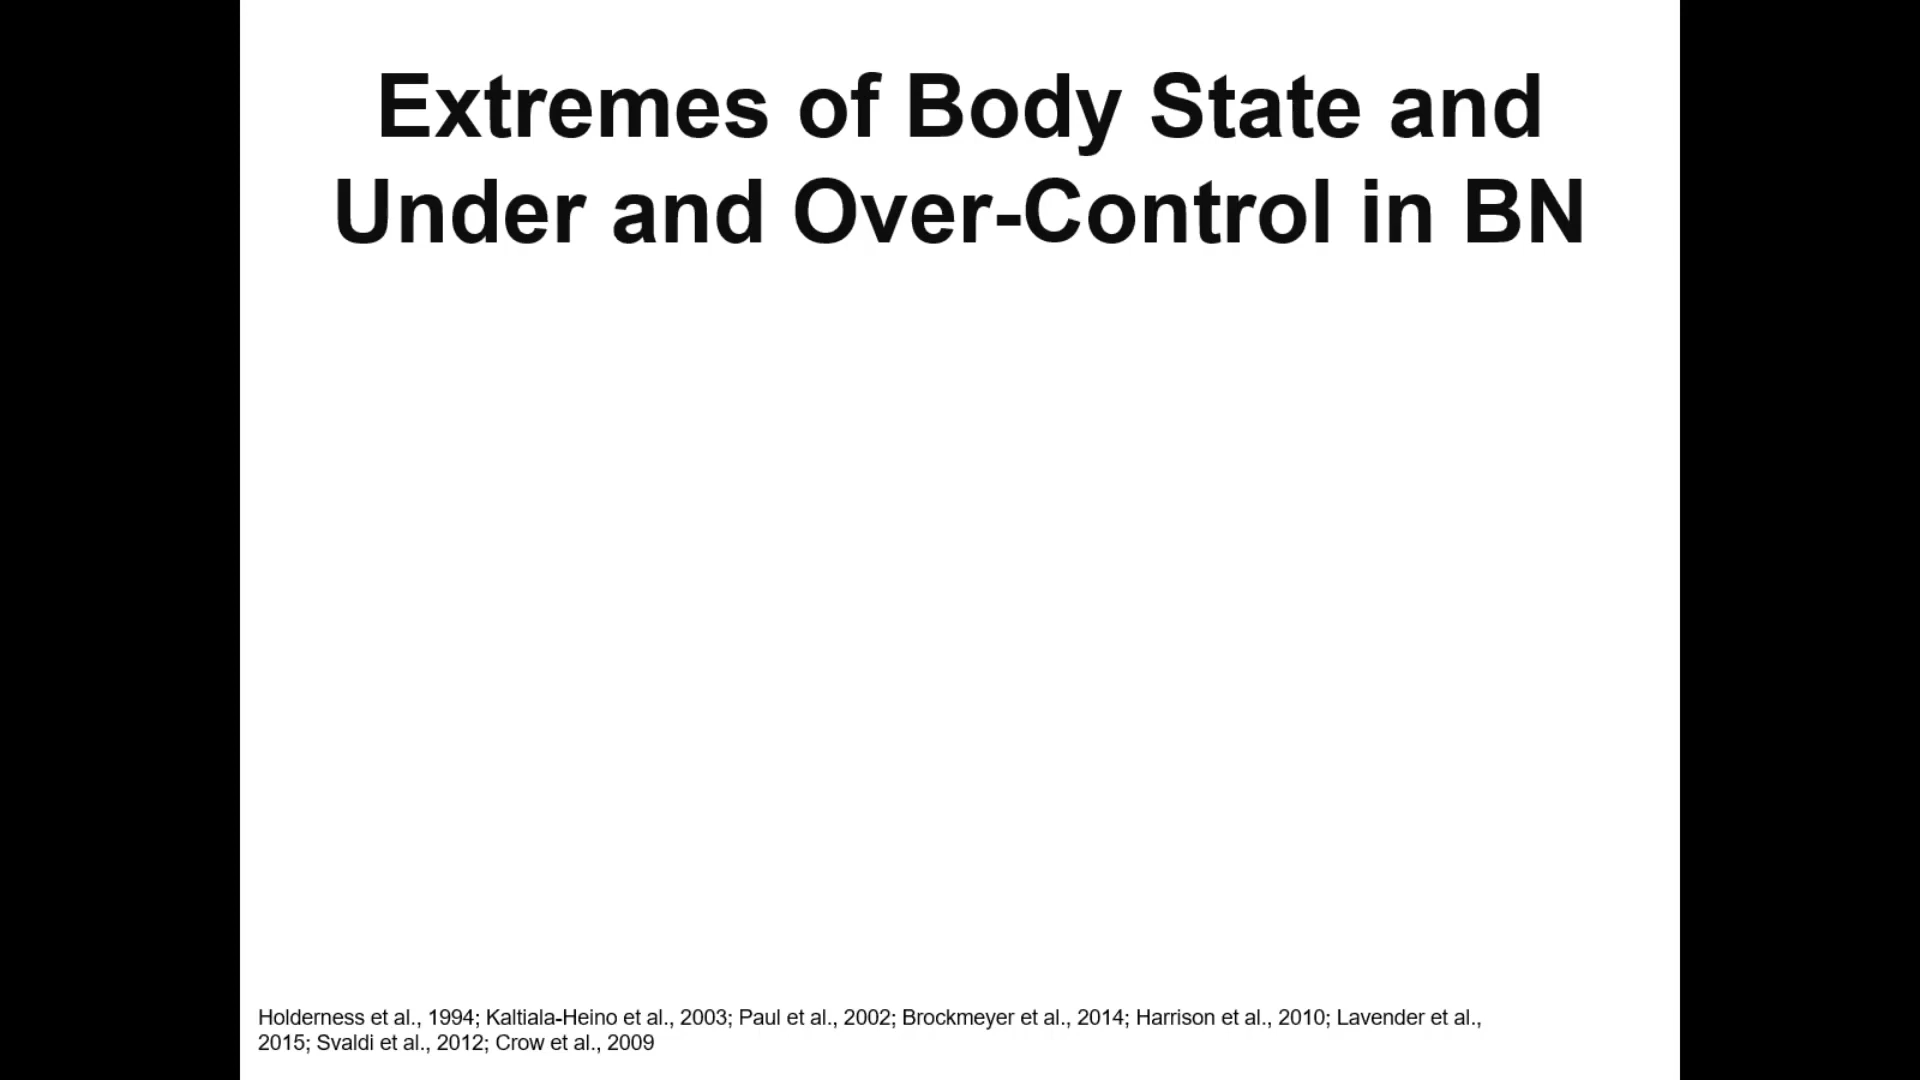 Extremes of Body State and
Under and Over-Control in BN
Holderness et al., 1994; Kaltiala-Heino et al., 2003; Paul et al., 2002; Brockmeyer et al., 2014; Harrison et al., 2010; Lavender et al.,
2015; Svaldi et al., 2012; Crow et al., 2009